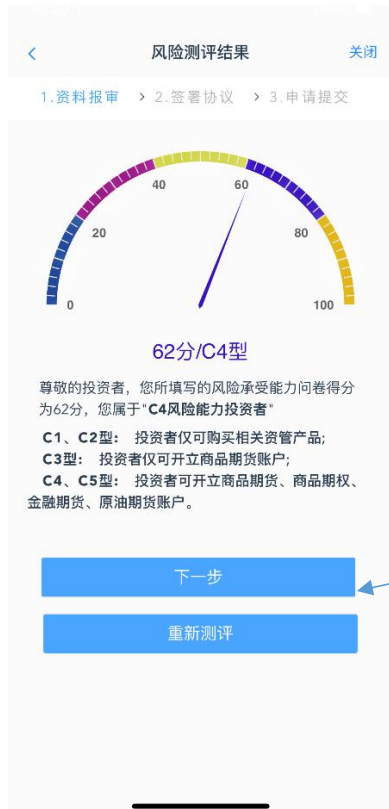 风险测评结果
关闭
1.资料报审 > 2.签署协议 > 3.申请提交
0
20
40
60
80
100
62分/C4型
尊敬的投资者，您所填写的风险承受能力问卷得分
为62分，您属于"C4风险能力投资者"
C1、C2型： 投资者仅可购买相关资管产品;
C3型： 投资者仅可开立商品期货账户;
C4、C5型： 投资者可开立商品期货、商品期权、
金融期货、原油期货账户。
下一步
重新测评